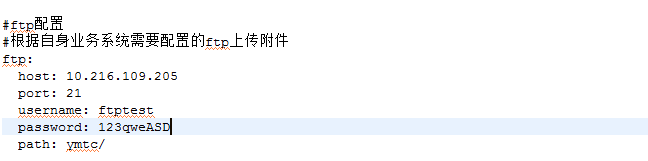 #ftp配置
#根据自身业务系统需要配置的ftp上传附件
ftp:
  host: 10.216.109.205
  port: 21
  username: ftptest
  password: 123qweASD
  path: ymtc/